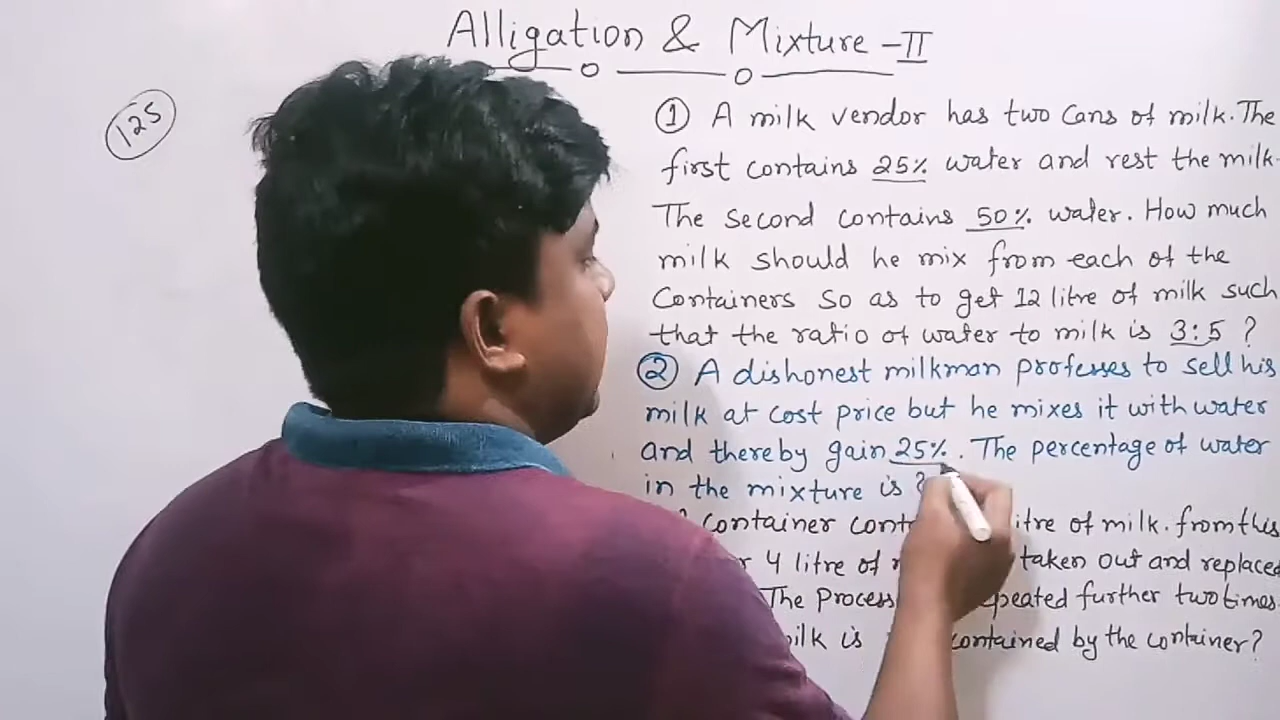 Alligation & Mixture -II
125
① A milk vendor has two cans of milk. The
first contains 25% water and rest the milk.
The second contains 50% water. How much
milk should he mix from each of the
containers so as to get 12 litre of milk such
that the ratio of water to milk is 3:5 ?
② A dishonest milkman professes to sell his
milk at cost price but he mixes it with water
and thereby gain 25%. The percentage of water
in the mixture is ?
container litre of milk. from this
4 litre of taken out and replaced
The Process further two times.
is contained by the container?